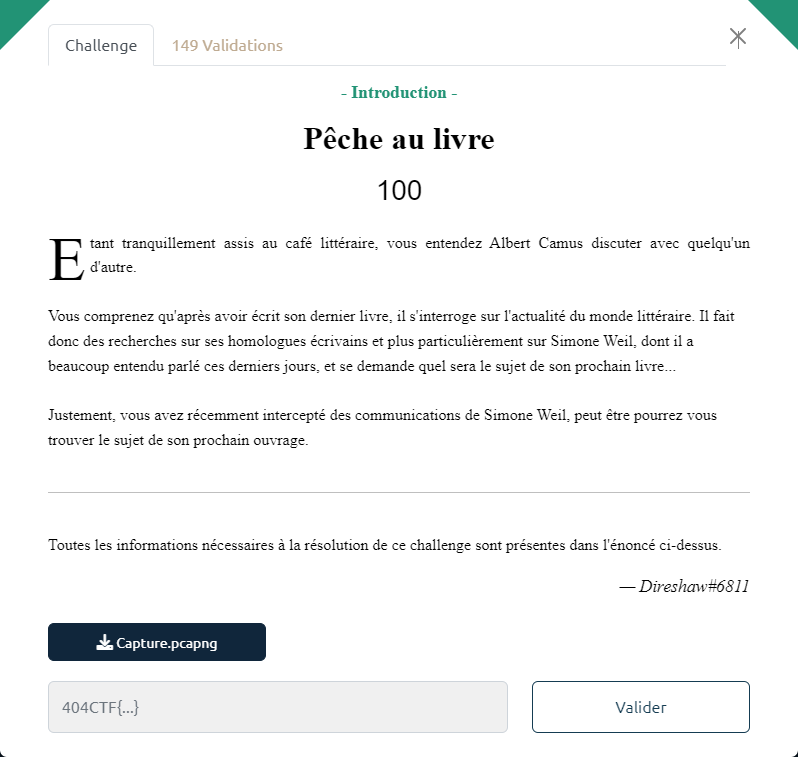 Challenge
149 Validations
- Introduction -
Pêche au livre
100
Etant tranquillement assis au café littéraire, vous entendez Albert Camus discuter avec quelqu'un
d'autre.
Vous comprenez qu'après avoir écrit son dernier livre, il s'interroge sur l'actualité du monde littéraire. Il fait
donc des recherches sur ses homologues écrivains et plus particulièrement sur Simone Weil, dont il a
beaucoup entendu parlé ces derniers jours, et se demande quel sera le sujet de son prochain livre...
Justement, vous avez récemment intercepté des communications de Simone Weil, peut être pourrez vous
trouver le sujet de son prochain ouvrage.
Toutes les informations nécessaires à la résolution de ce challenge sont présentes dans l'énoncé ci-dessus.
— Direshaw#6811
Capture.pcapng
404CTF{...}
Valider